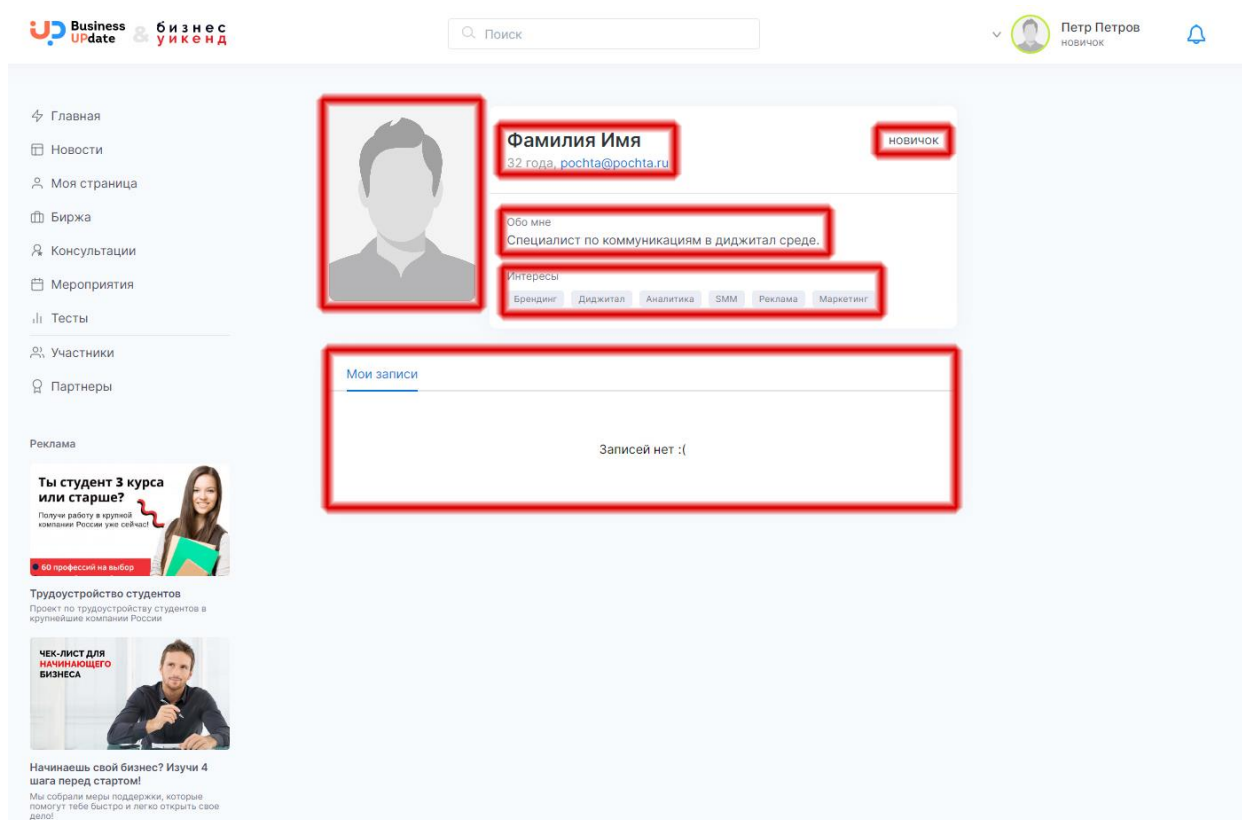 Business
UPdate
&
бизнес
уикенд
Поиск
Петр Петров
новичок
Главная
Новости
Моя страница
Биржа
Консультации
Мероприятия
Тесты
Участники
Партнеры
Фамилия Имя
32 года, pochta@pochta.ru
новичок
Обо мне
Специалист по коммуникациям в диджитал среде.
Интересы
Брендинг Диджитал Аналитика SMM Реклама Маркетинг
Мои записи
Записей нет :(
Реклама
Ты студент 3 курса
или старше?
Получи работу в крупной
компании России уже сейчас!
60 профессий на выбор
Трудоустройство студентов
Проект по трудоустройству студентов в
крупнейшие компании России
ЧЕК-ЛИСТ ДЛЯ
НАЧИНАЮЩЕГО
БИЗНЕСА
Начинаешь свой бизнес? Изучи 4
шага перед стартом!
Мы собрали меры поддержки, которые
помогут тебе быстро и легко открыть свое
дело!